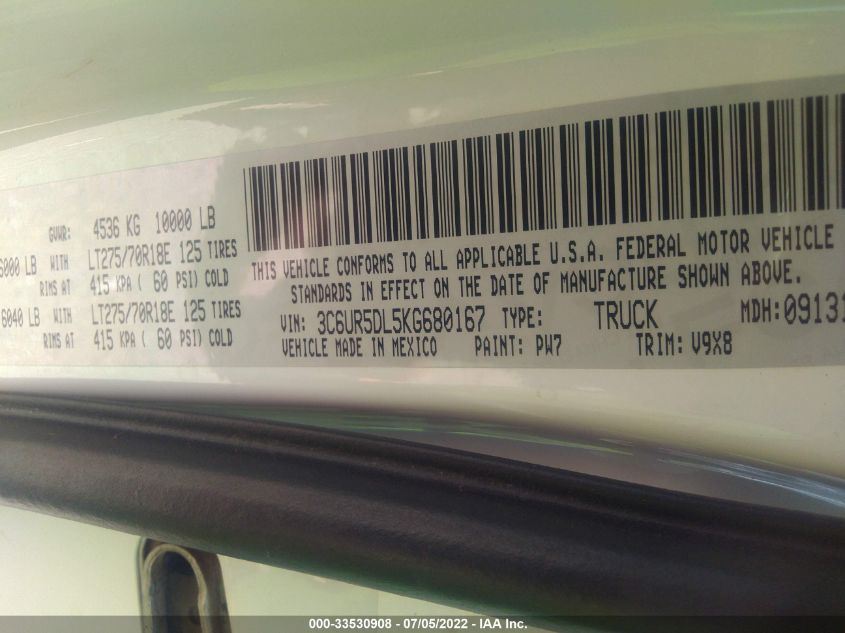 GVWR: 4536 KG 10000 LB
6000 LB WITH LT275/70R18E 125 TIRES
RIMS AT 415 KPA ( 60 PSI) COLD
6040 LB WITH LT275/70R18E 125 TIRES
RIMS AT 415 KPA ( 60 PSI) COLD
THIS VEHICLE CONFORMS TO ALL APPLICABLE U.S.A. FEDERAL MOTOR VEHICLE
STANDARDS IN EFFECT ON THE DATE OF MANUFACTURE SHOWN ABOVE.
VIN: 3C6UR5DL5KG680167 TYPE: TRUCK MDH:09131
VEHICLE MADE IN MEXICO PAINT: PW7 TRIM: V9X8
000-33530908 - 07/05/2022 - IAA Inc.